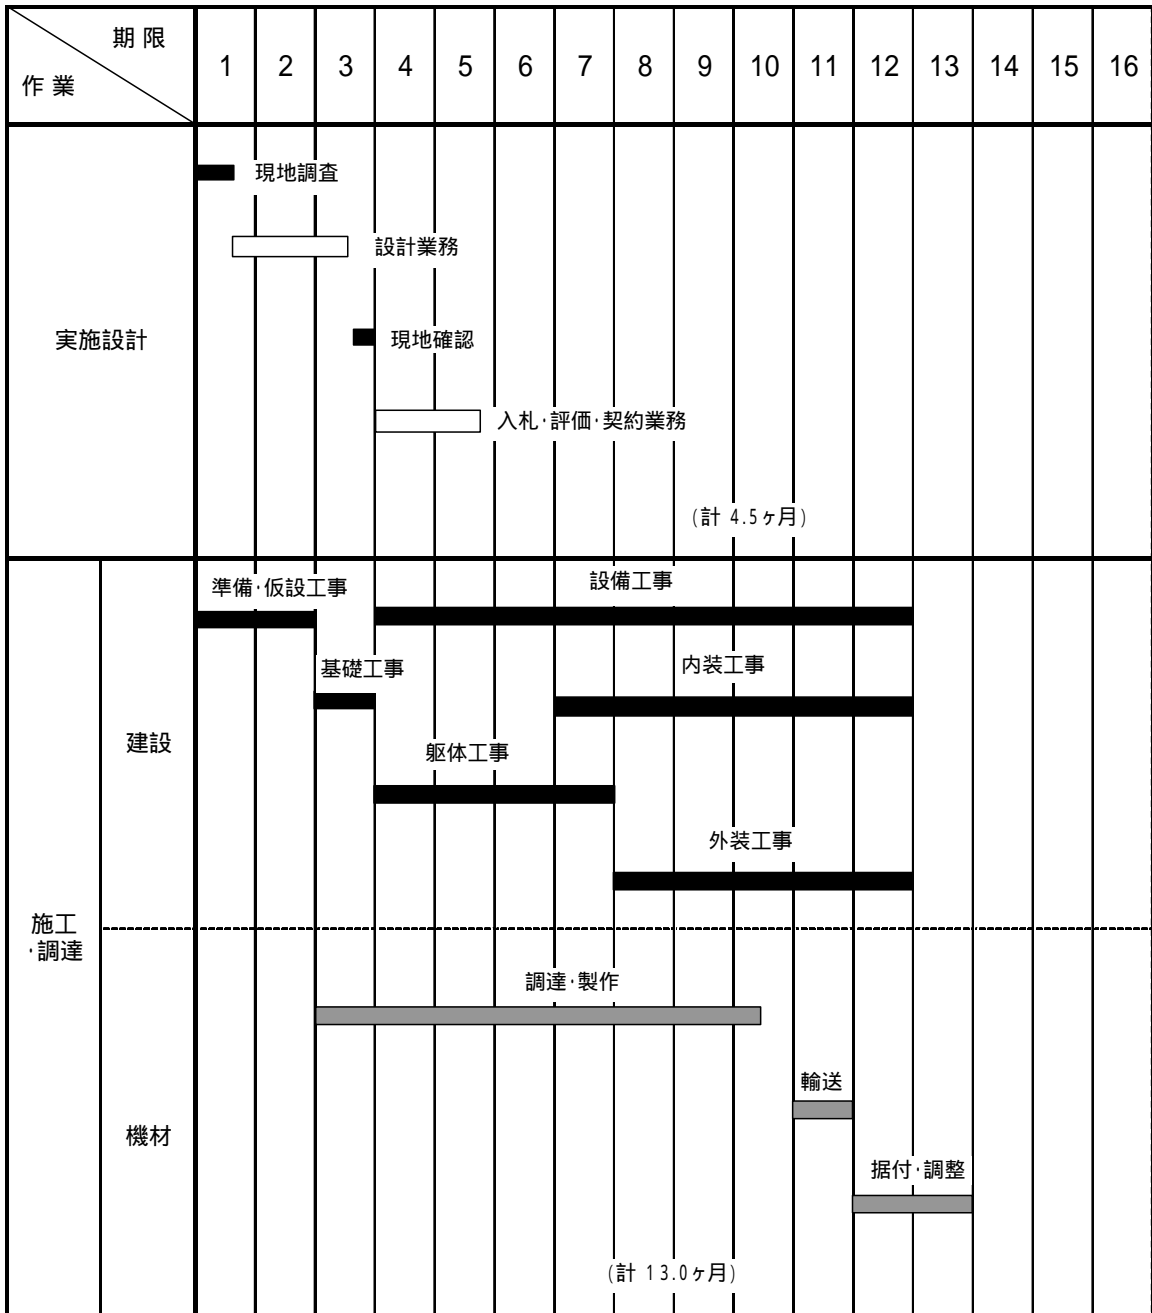 期 限
作 業
1 2 3 4 5 6 7 8 9 10 11 12 13 14 15 16
現地調査
設計業務
実施設計
現地確認
入札·評価·契約業務
(計 4.5ヶ月)
準備·仮設工事
設備工事
基礎工事
内装工事
建設
躯体工事
外装工事
施工
·調達
調達·製作
輸送
機材
据付·調整
(計 13.0ヶ月)